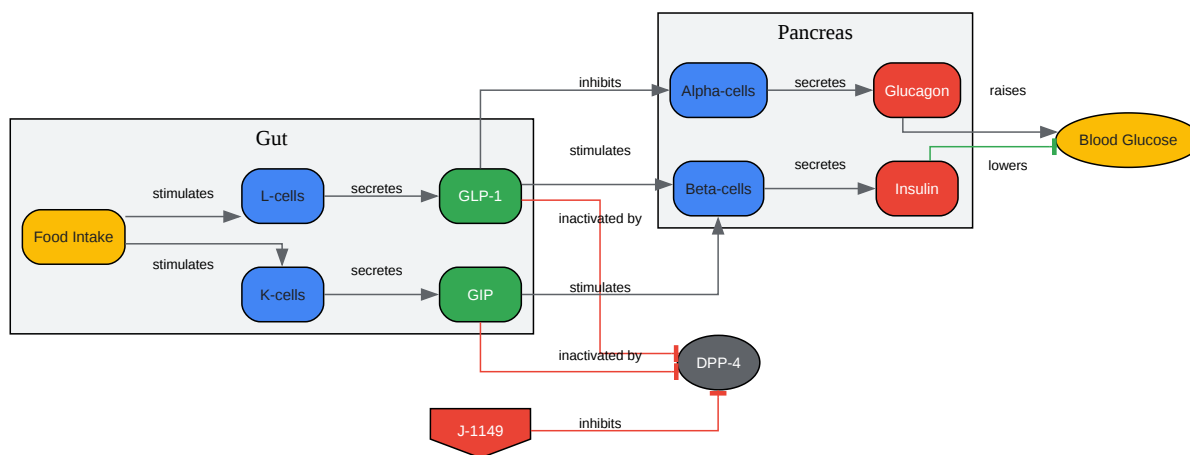 Pancreas
inhibits
Alpha-cells
secretes
Glucagon
raises
Gut
stimulates
Blood Glucose
stimulates
L-cells
secretes
GLP-1
Beta-cells
secretes
Insulin
lowers
inactivated by
Food Intake
stimulates
K-cells
secretes
GIP
stimulates
inactivated by
DPP-4
J-1149
inhibits